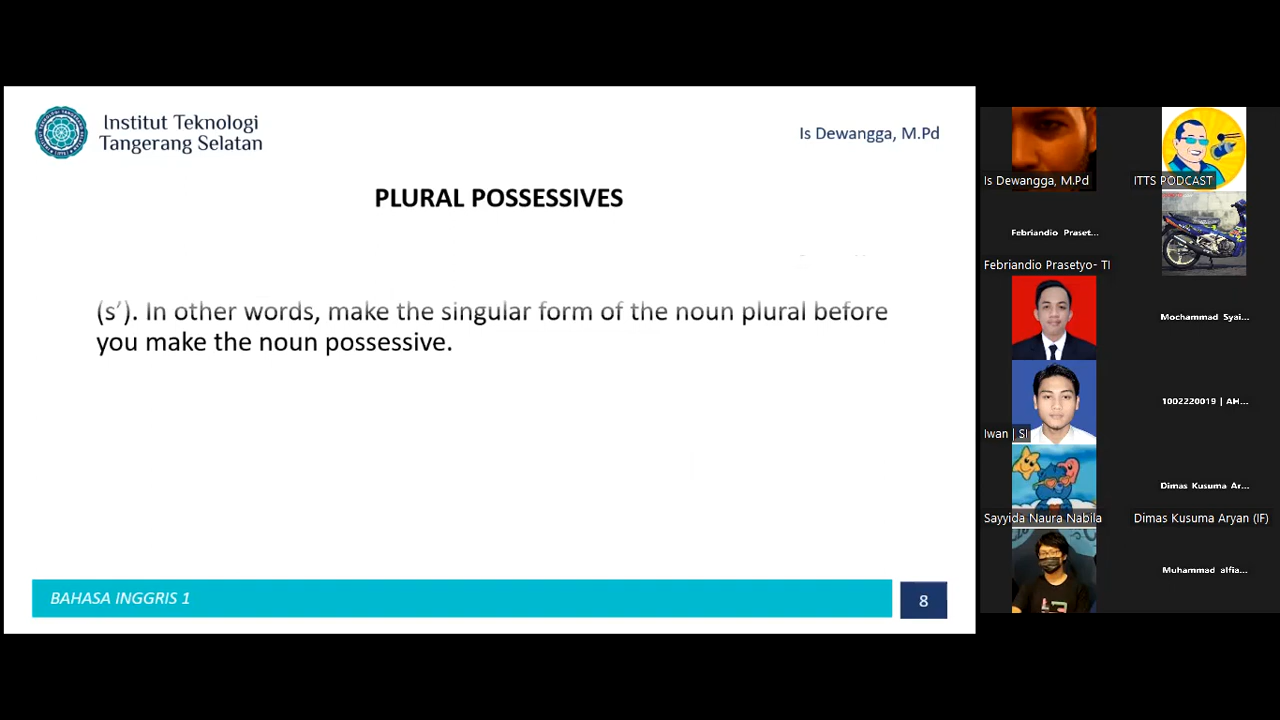 Institut Teknologi
Tangerang Selatan
Is Dewangga, M.Pd
PLURAL POSSESSIVES
(s’). In other words, make the singular form of the noun plural before
you make the noun possessive.
BAHASA INGGRIS 1
8
Is Dewangga, M.Pd
ITTS PODCAST
Febriandio Praset...
Febriandio Prasetyo- TI
Mochammad Syai...
1002220019 | AH...
Iwan | SI
Dimas Kusuma Ar...
Sayyida Naura Nabila
Dimas Kusuma Aryan (IF)
Muhammad alfia...